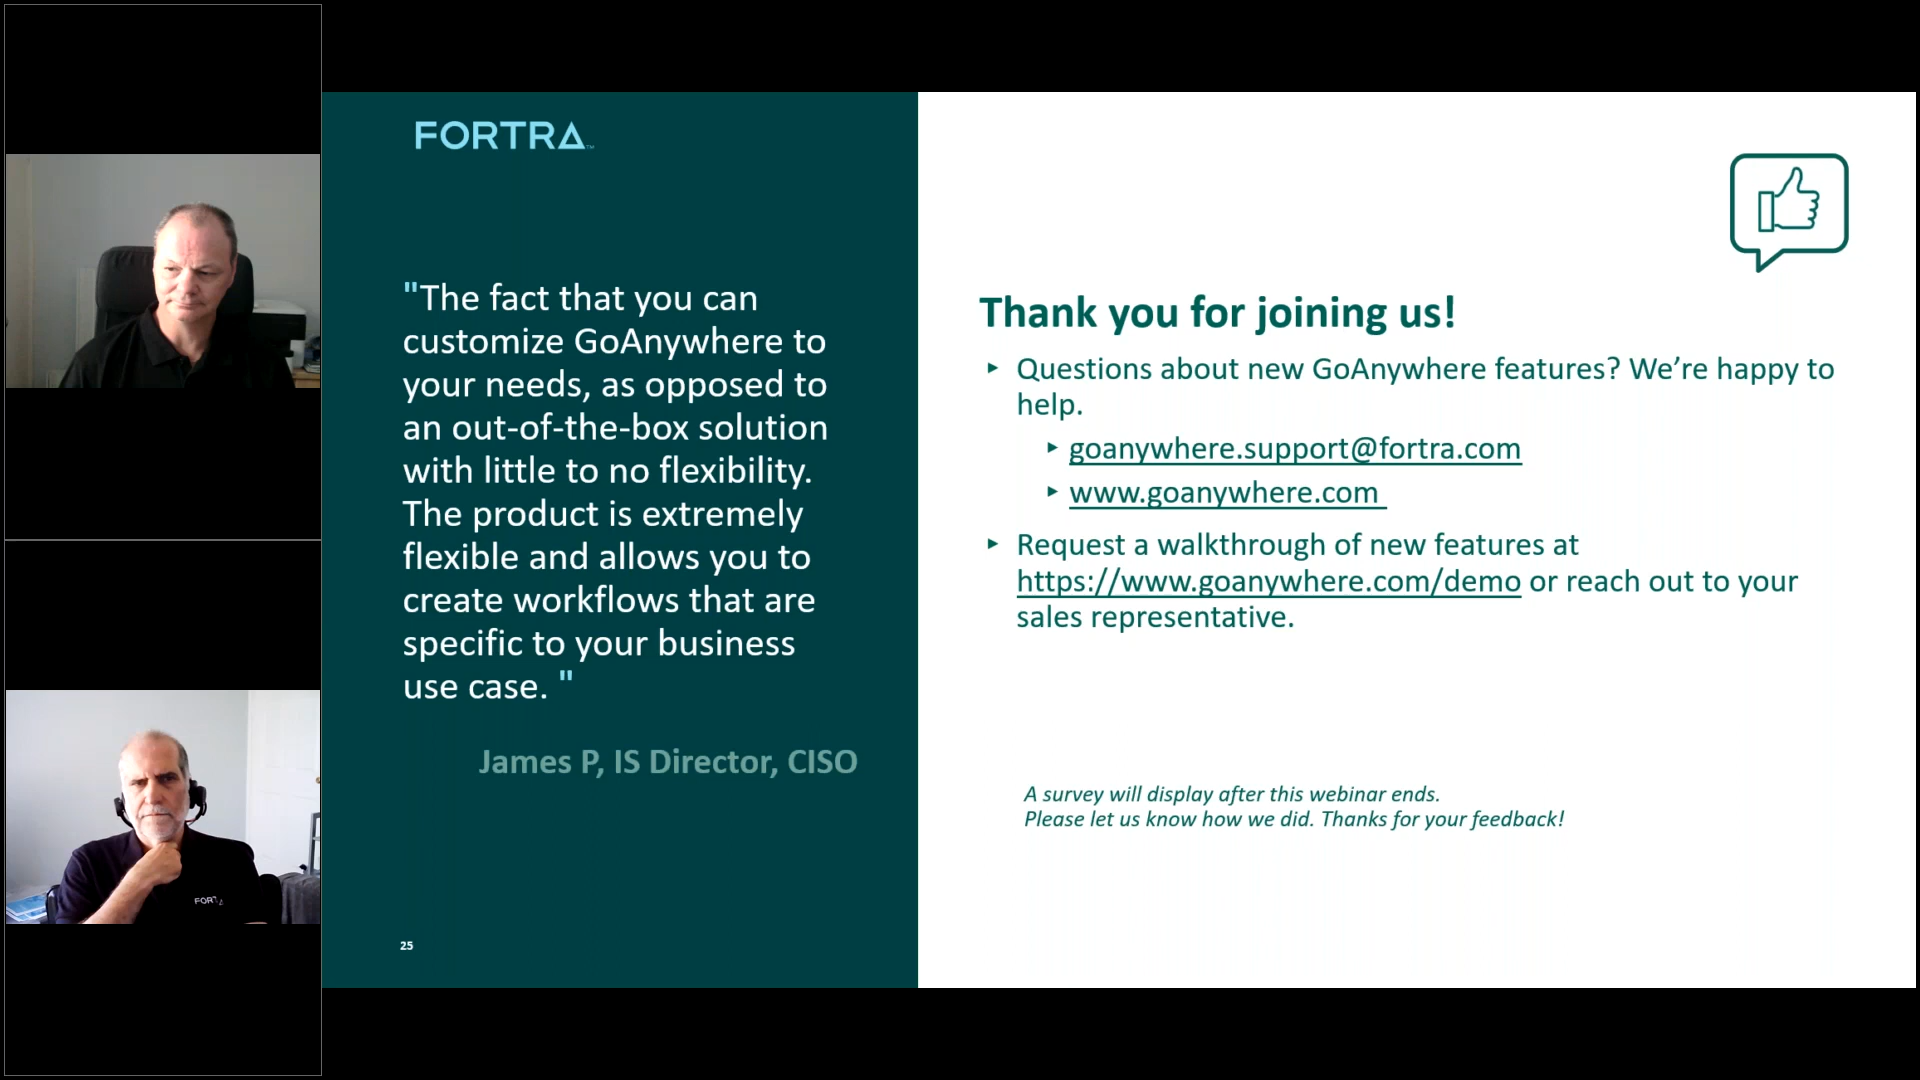 FORTRA™
"The fact that you can
customize GoAnywhere to
your needs, as opposed to
an out-of-the-box solution
with little to no flexibility.
The product is extremely
flexible and allows you to
create workflows that are
specific to your business
use case. "
James P, IS Director, CISO
25
Thank you for joining us!
▸ Questions about new GoAnywhere features? We’re happy to
help.
▸ goanywhere.support@fortra.com
▸ www.goanywhere.com
▸ Request a walkthrough of new features at
https://www.goanywhere.com/demo or reach out to your
sales representative.
A survey will display after this webinar ends.
Please let us know how we did. Thanks for your feedback!
FORTRA